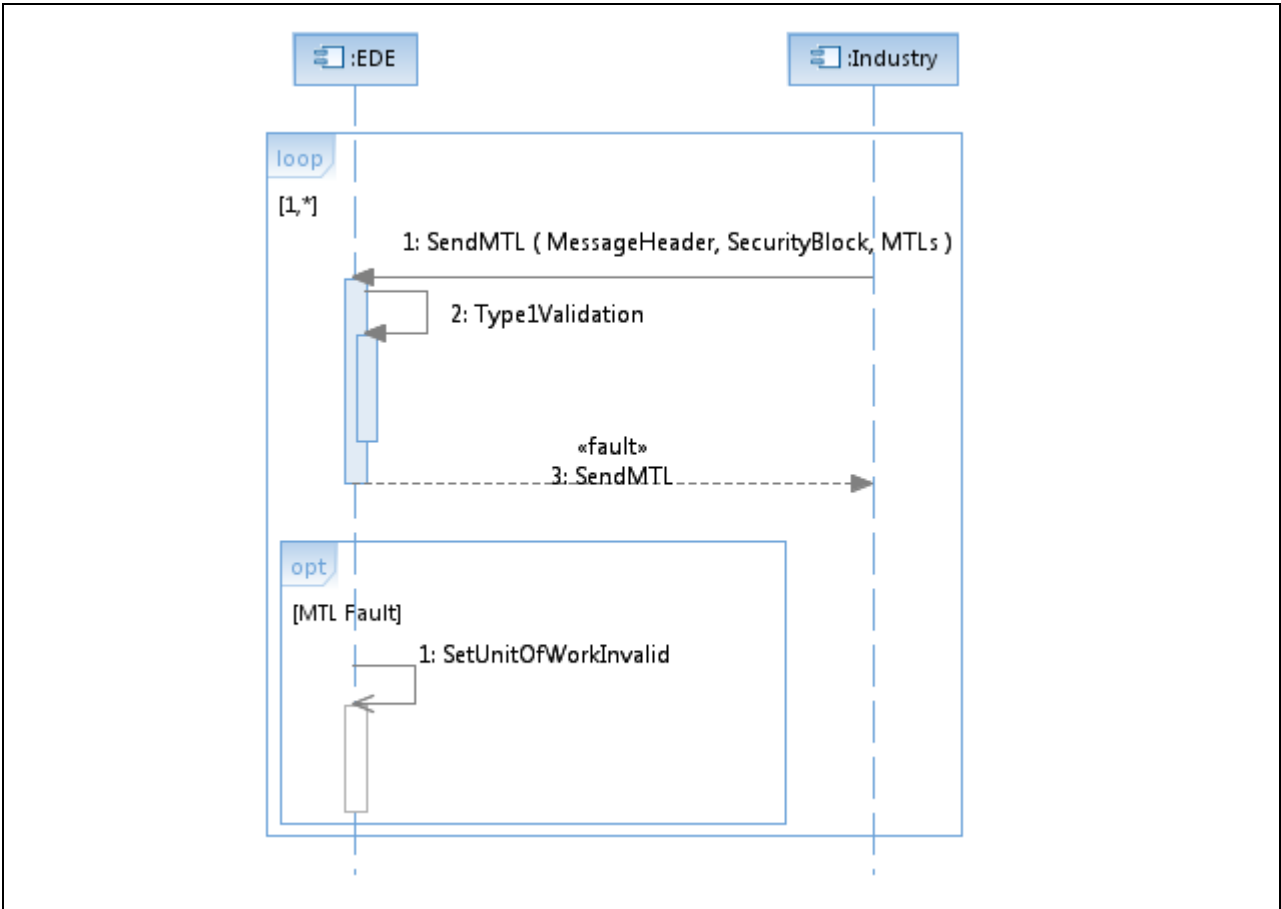 :EDE
:Industry
loop
[1,*]
1: SendMTL ( MessageHeader, SecurityBlock, MTLs )
2: Type1Validation
«fault»
3: SendMTL
opt
[MTL Fault]
1: SetUnitOfWorkInvalid